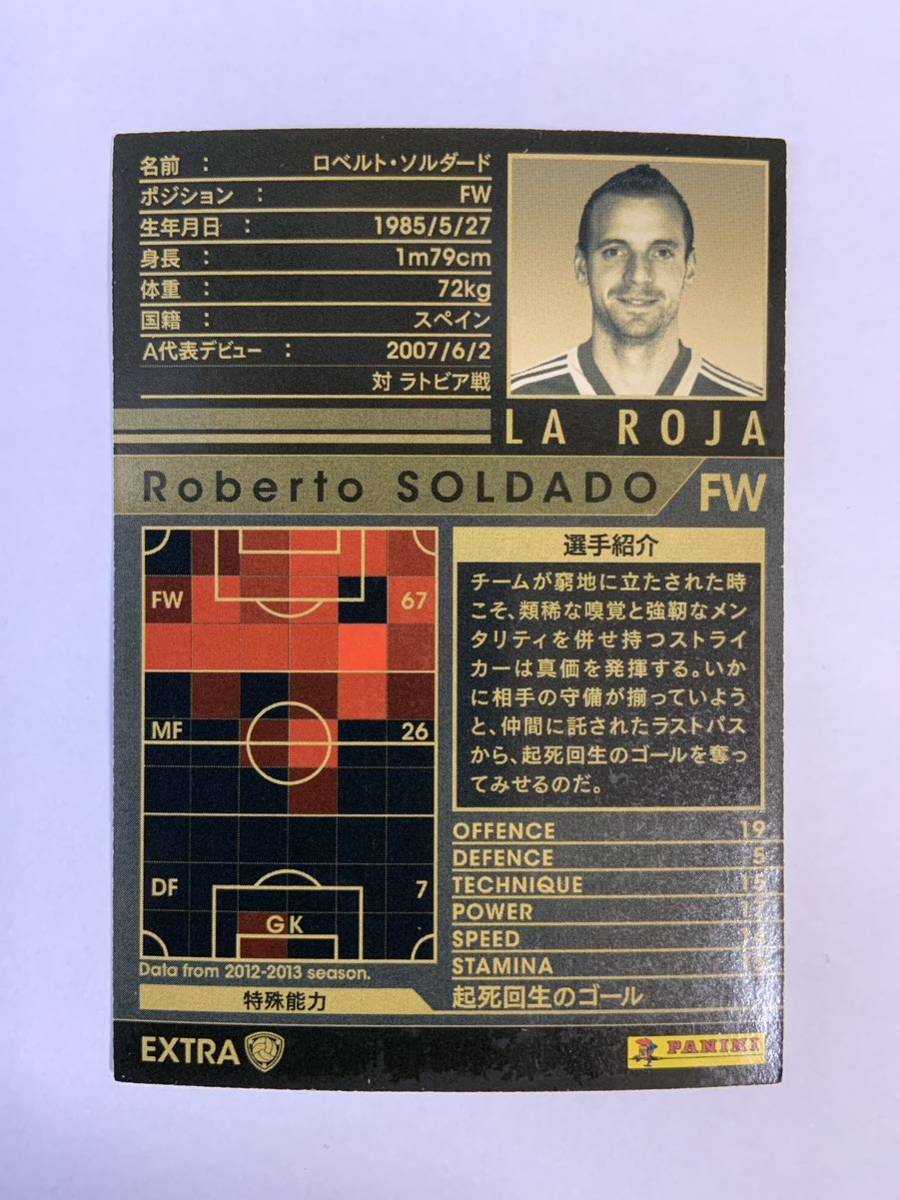 名前 : ロベルト・ソルダード
ポジション : FW
生年月日 : 1985/5/27
身長 : 1m79cm
体重 : 72kg
国籍 : スペイン
A代表デビュー : 2007/6/2
対 ラトビア戦
LA ROJA
Roberto SOLDADO FW
FW 67
MF 26
DF 7
GK
Data from 2012-2013 season.
選手紹介
チームが窮地に立たされた時
こそ、類稀な嗅覚と強靭なメン
タリティを併せ持つストライ
カーは真価を発揮する。いか
に相手の守備が揃っていよう
と、仲間に託されたラストパス
から、起死回生のゴールを奪っ
てみせるのだ。
OFFENCE 19
DEFENCE 5
TECHNIQUE 15
POWER 17
SPEED
STAMINA
特殊能力 起死回生のゴール
EXTRA
PANINI